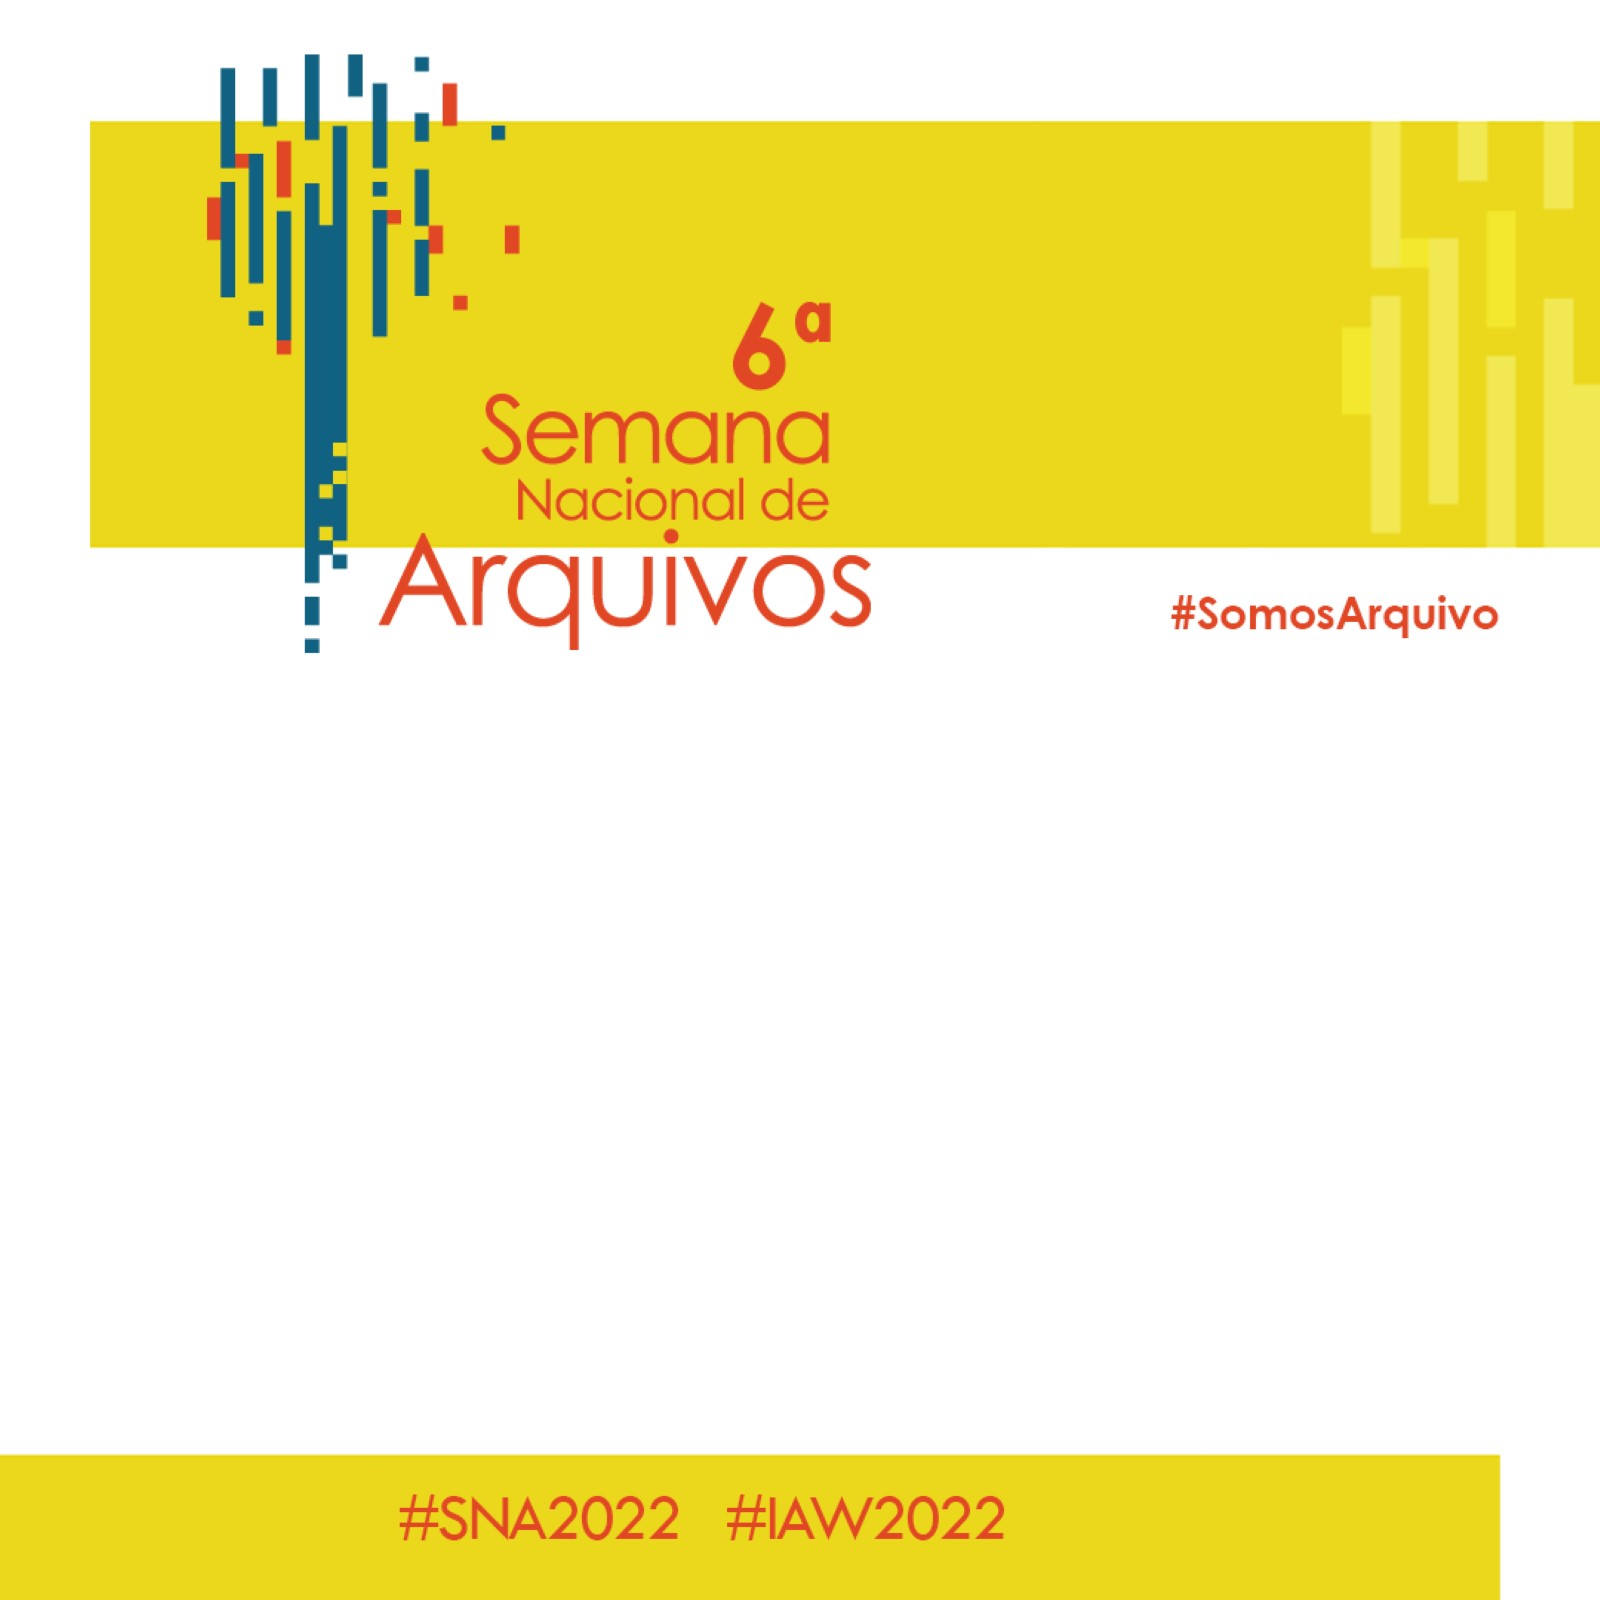 6ª
Semana
Nacional de
Arquivos
#SomosArquivo
#SNA2022 #IAW2022